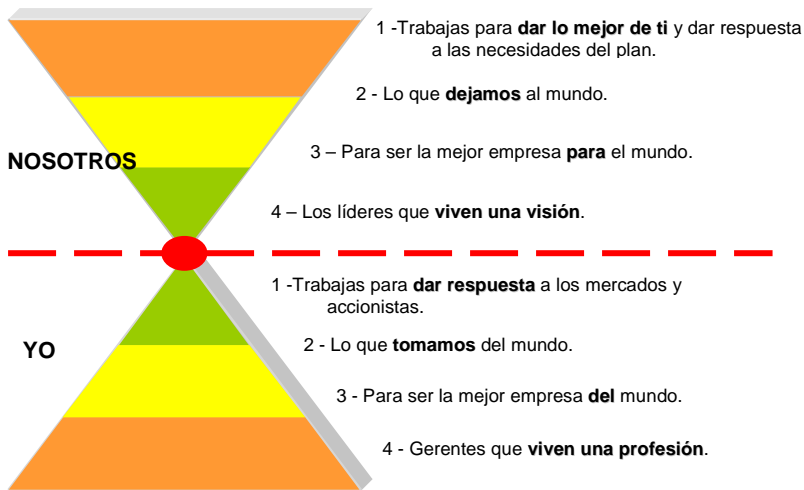 1 -Trabajas para dar lo mejor de ti y dar respuesta
a las necesidades del plan.
2 - Lo que dejamos al mundo.
3 – Para ser la mejor empresa para el mundo.
NOSOTROS
4 – Los líderes que viven una visión.
1 -Trabajas para dar respuesta a los mercados y
accionistas.
YO
2 - Lo que tomamos del mundo.
3 - Para ser la mejor empresa del mundo.
4 - Gerentes que viven una profesión.